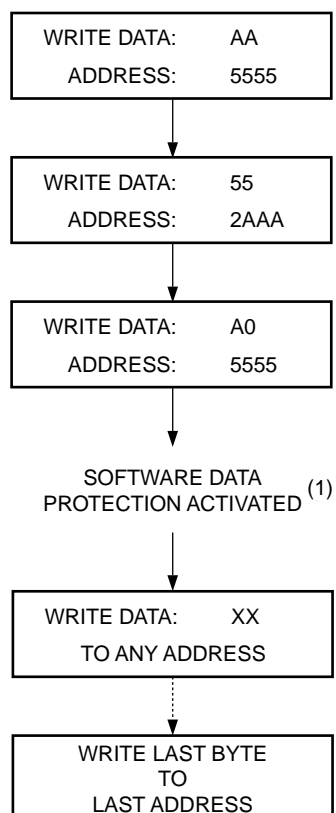 WRITE DATA: AA
ADDRESS: 5555
WRITE DATA: 55
ADDRESS: 2AAA
WRITE DATA: A0
ADDRESS: 5555
SOFTWARE DATA
PROTECTION ACTIVATED (1)
WRITE DATA: XX
TO ANY ADDRESS
WRITE LAST BYTE
TO
LAST ADDRESS